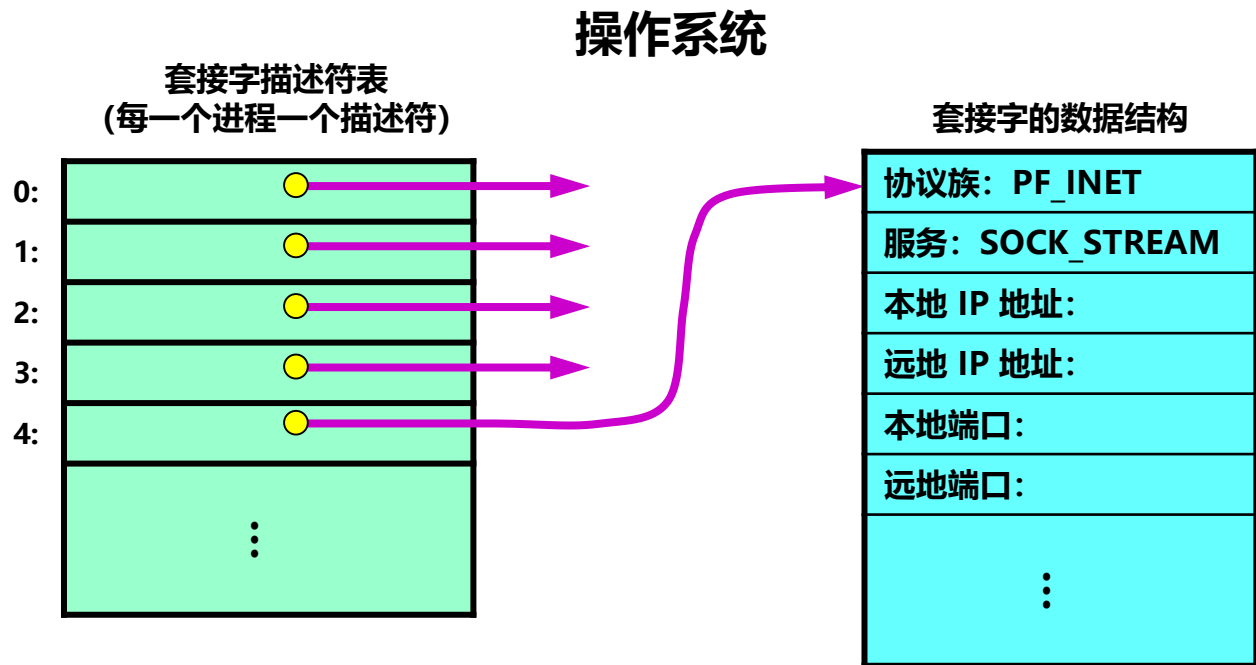 操作系统
套接字描述符表
（每一个进程一个描述符）
0:
1:
2:
3:
4:
⋮
套接字的数据结构
协议族：PF_INET
服务：SOCK_STREAM
本地 IP 地址：
远地 IP 地址：
本地端口：
远地端口：
⋮